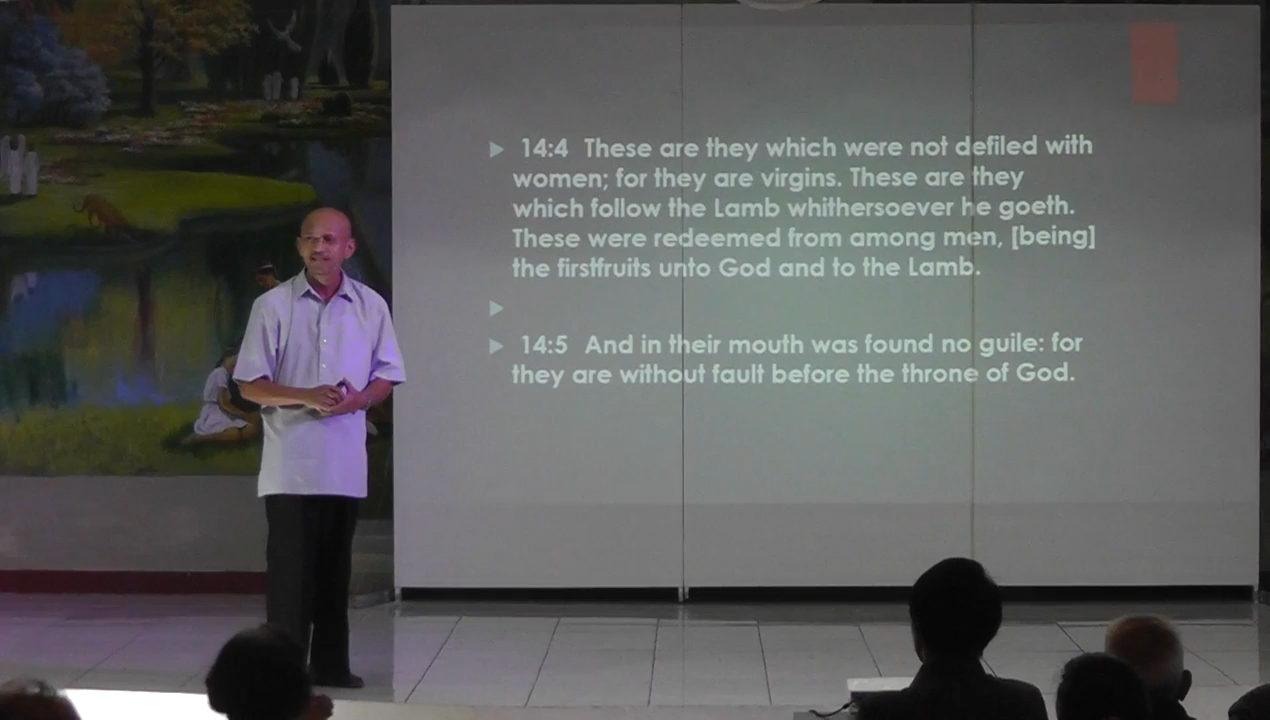 14:4 These are they which were not defiled with
women; for they are virgins. These are they
which follow the Lamb whithersoever he goeth.
These were redeemed from among men, [being]
the firstfruits unto God and to the Lamb.
14:5 And in their mouth was found no guile: for
they are without fault before the throne of God.